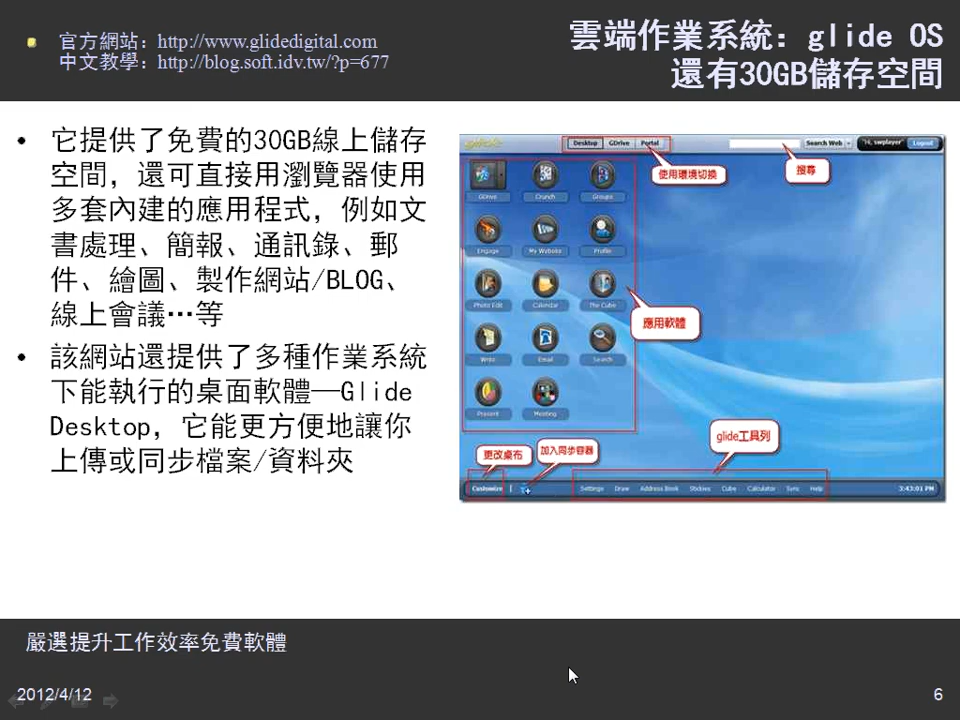 官方網站：http://www.glidedigital.com
中文教學：http://blog.soft.idv.tw/?p=677
雲端作業系統：glide OS
還有30GB儲存空間
• 它提供了免費的30GB線上儲存
空間，還可直接用瀏覽器使用
多套內建的應用程式，例如文
書處理、簡報、通訊錄、郵
件、繪圖、製作網站/BLOG、
線上會議…等
• 該網站還提供了多種作業系統
下能執行的桌面軟體—Glide
Desktop，它能更方便地讓你
上傳或同步檔案/資料夾
glide
Desktop GDrive Portal
Search Web
"Hi, swplayer" Logout
使用環境切換
搜尋
GDrive Crunch Groups
Engage My Website Profile
Photo Edit Calendar The Cube
應用軟體
Write Email Search
Present Meeting
更改桌布
加入同步容器
glide工具列
Customize
Settings Draw Address Book Stickies Cube Calculator Sync Help
3:43:01 PM
嚴選提升工作效率免費軟體
2012/4/12
6